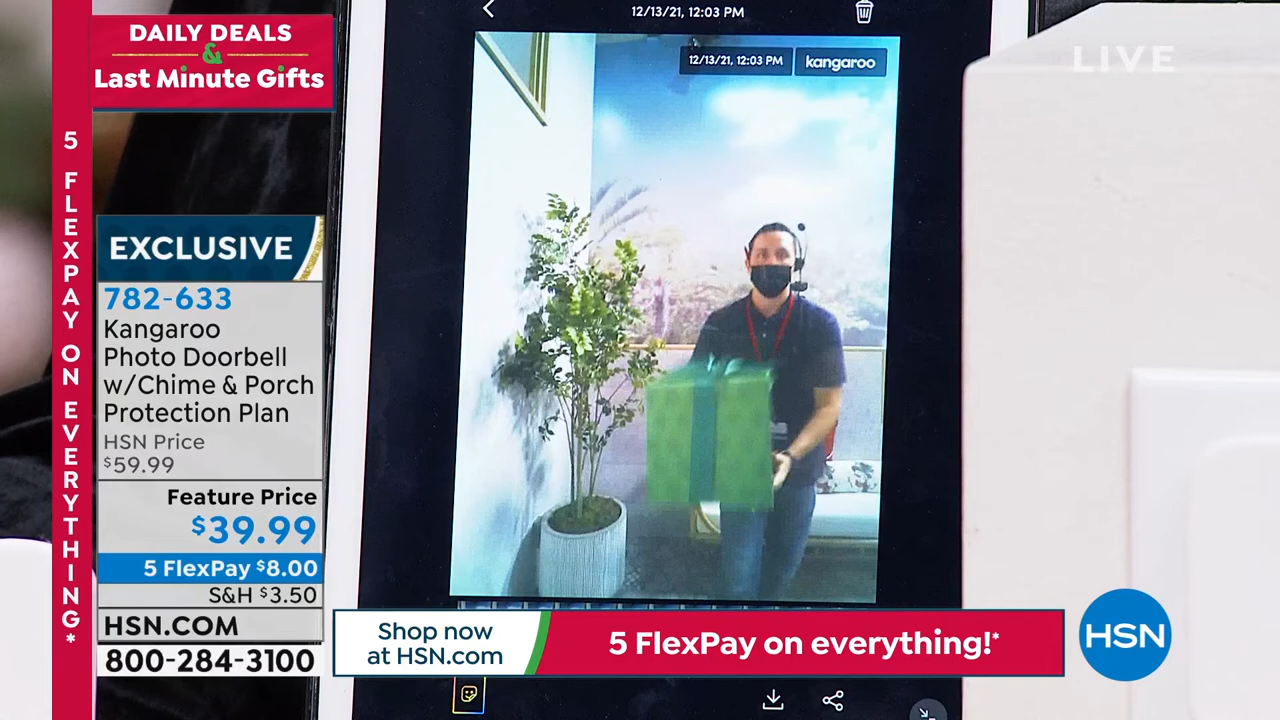 DAILY DEALS
&
Last Minute Gifts
5 FLEXPAY ON EVERYTHING*
EXCLUSIVE
782-633
Kangaroo
Photo Doorbell
w/Chime & Porch
Protection Plan
HSN Price
$59.99
Feature Price
$39.99
5 FlexPay $8.00
S&H $3.50
HSN.COM
800-284-3100
12/13/21, 12:03 PM
12/13/21, 12:03 PM
kangaroo
LIVE
Shop now
at HSN.com
5 FlexPay on everything!*
HSN